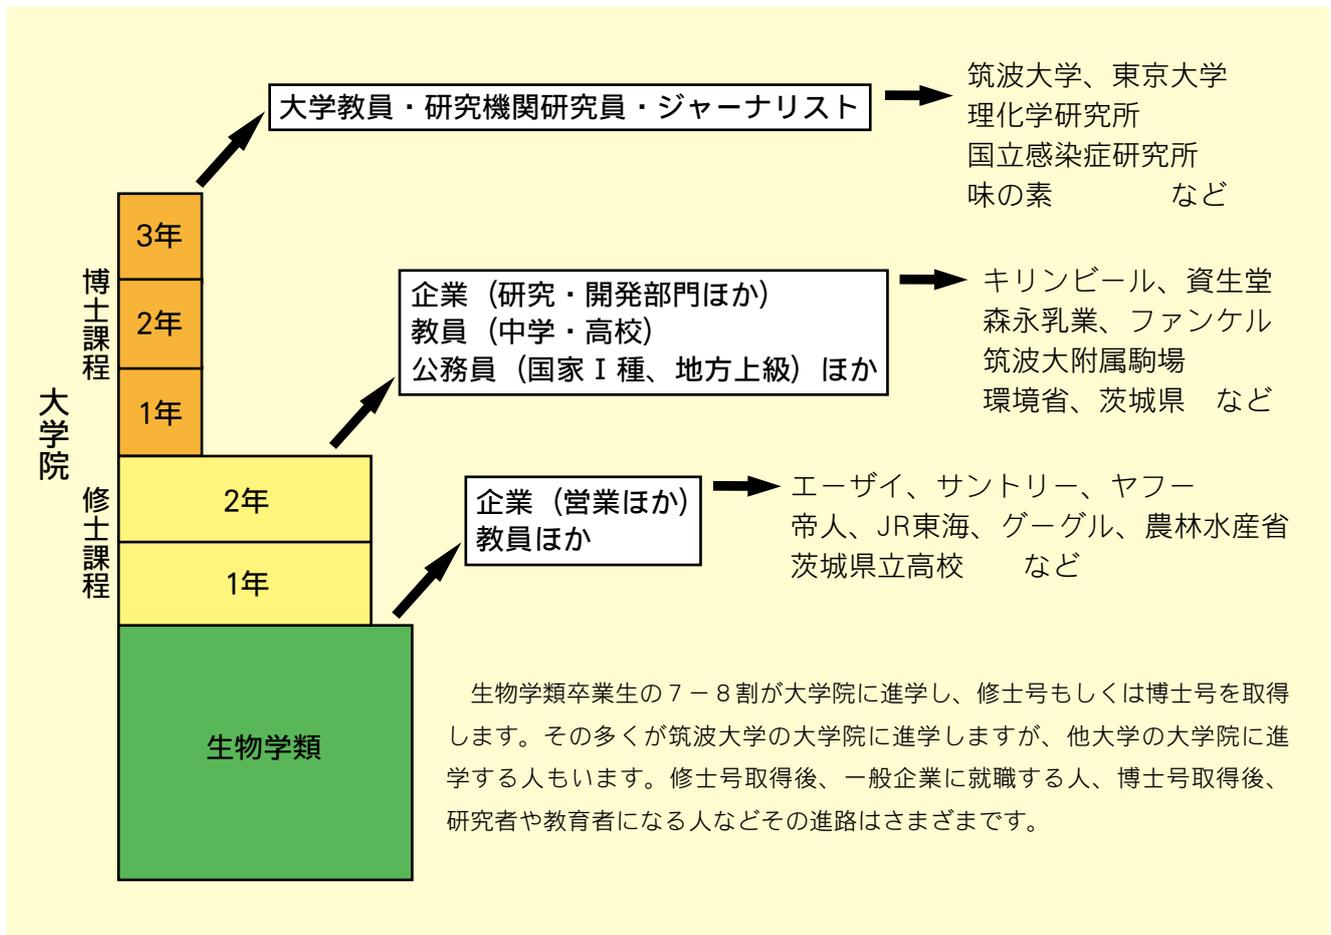 大学教員・研究機関研究員・ジャーナリスト
筑波大学、東京大学
理化学研究所
国立感染症研究所
味の素　　　　など
3年
2年
1年
博士課程
企業（研究・開発部門ほか）
教員（中学・高校）
公務員（国家Ⅰ種、地方上級）ほか
キリンビール、資生堂
森永乳業、ファンケル
筑波大附属駒場
環境省、茨城県　など
大学院
2年
1年
修士課程
企業（営業ほか）
教員ほか
エーザイ、サントリー、ヤフー
帝人、JR東海、グーグル、農林水産省
茨城県立高校　　など
生物学類
　生物学類卒業生の７－８割が大学院に進学し、修士号もしくは博士号を取得
します。その多くが筑波大学の大学院に進学しますが、他大学の大学院に進
学する人もいます。修士号取得後、一般企業に就職する人、博士号取得後、
研究者や教育者になる人などその進路はさまざまです。